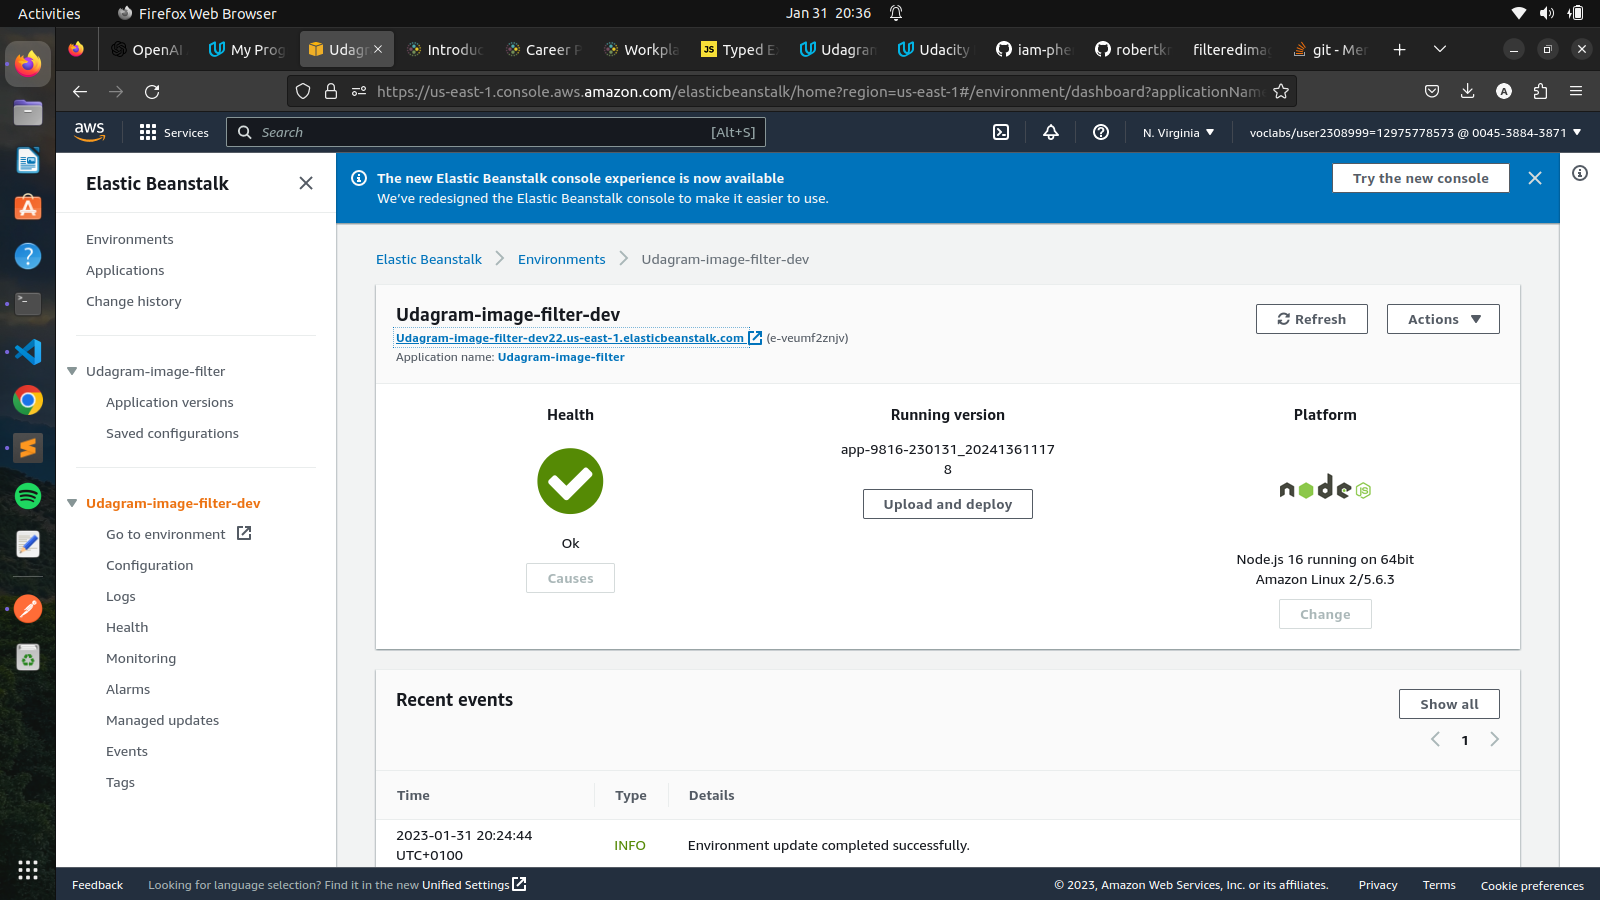 Activities
Firefox Web Browser
Jan 31 20:36
OpenAI
My Prog
Udagr
Introduc
Career P
Workpla
JS
Typed E
Udagran
Udacity
iam-phe
robertkr
filteredima
git - Mer
https://us-east-1.console.aws.amazon.com/elasticbeanstalk/home?region=us-east-1#/environment/dashboard?applicationName
A
aws
Services
Search
[Alt+S]
N. Virginia
voclabs/user2308999=12975778573 @ 0045-3884-3871
Elastic Beanstalk
Environments
Applications
Change history
Udagram-image-filter
Application versions
Saved configurations
Udagram-image-filter-dev
Go to environment
Configuration
Logs
Health
Monitoring
Alarms
Managed updates
Events
Tags
The new Elastic Beanstalk console experience is now available
We've redesigned the Elastic Beanstalk console to make it easier to use.
Try the new console
Elastic Beanstalk
Environments
Udagram-image-filter-dev
Udagram-image-filter-dev
Udagram-image-filter-dev22.us-east-1.elasticbeanstalk.com (e-veumf2znjv)
Application name: Udagram-image-filter
Refresh
Actions
Health
Ok
Causes
Running version
app-9816-230131_20241361117
8
Upload and deploy
Platform
node
JS
Node.js 16 running on 64bit
Amazon Linux 2/5.6.3
Change
Recent events
Show all
1
Time
Type
Details
2023-01-31 20:24:44
UTC+0100
INFO
Environment update completed successfully.
Feedback
Looking for language selection? Find it in the new Unified Settings
© 2023, Amazon Web Services, Inc. or its affiliates.
Privacy
Terms
Cookie preferences